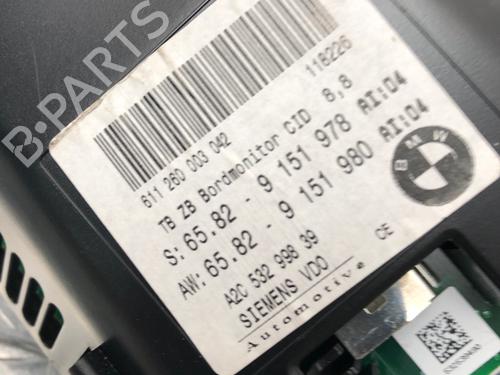 B-PARTS
118226
611 260 003 042
TB ZB Bordmonitor CID 8,8
S: 65.82 - 9 151 978 AI:04
AW: 65.82 - 9 151 980 AI:04
A2C 532 998 39
CE
SIEMENS VDO
Automotive
BMW